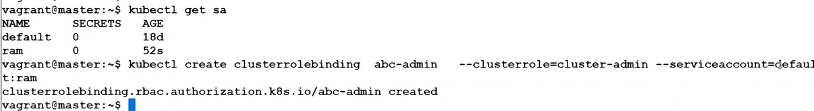 vagrant@master:~$ kubectl get sa
NAME      SECRETS   AGE
default   0         18d
ram       0         52s
vagrant@master:~$ kubectl create clusterrolebinding  abc-admin   --clusterrole=cluster-admin --serviceaccount=defaul
t:ram
clusterrolebinding.rbac.authorization.k8s.io/abc-admin created
vagrant@master:~$